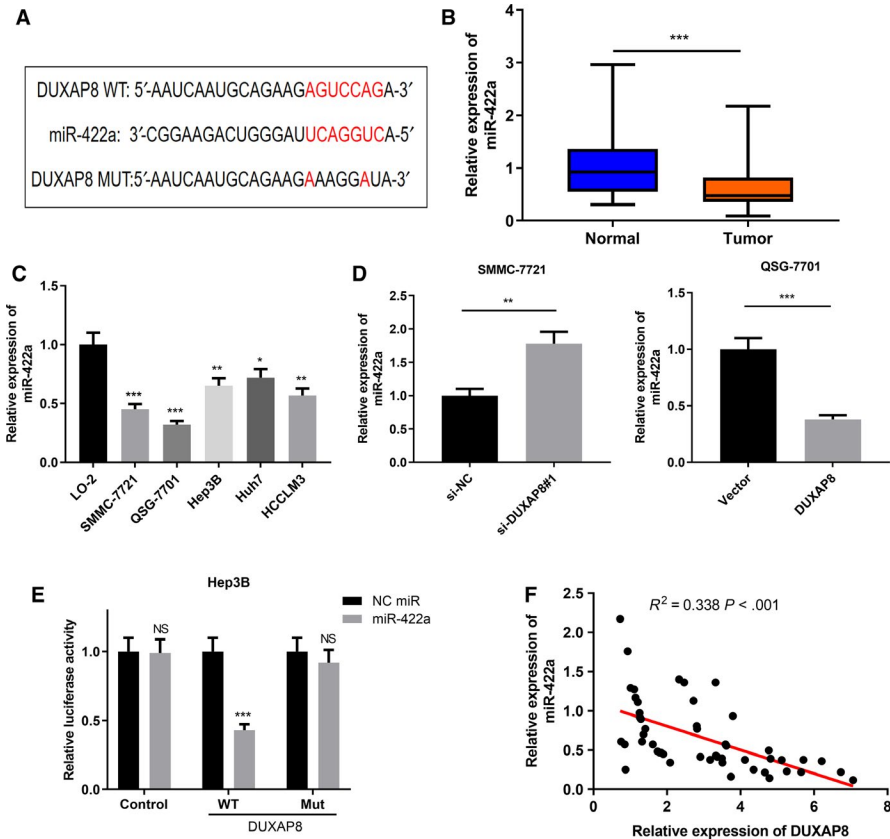 A
DUXAP8 WT: 5′-AAUCAAUGCAGAAGAGUCCAGA-3′
miR-422a: 3′-CGGAAGACUGGGAUUCAGGUCA-5′
DUXAP8 MUT:5′-AAUCAAUGCAGAAGAAAGGAUA-3′
B
Relative expression of
miR-422a
4
3
2
1
0
***
Normal
Tumor
C
Relative expression of
miR-422a
1.5
1.0
0.5
0.0
***
***
**
*
**
LO-2
SMMC-7721
QSG-7701
Hep3B
Huh7
HCCLM3
D
SMMC-7721
Relative expression of
miR-422a
2.5
2.0
1.5
1.0
0.5
0.0
**
si-NC
si-DUXAP8#1
QSG-7701
Relative expression of
miR-422a
1.5
1.0
0.5
0.0
***
Vector
DUXAP8
E
Hep3B
NC miR
miR-422a
Relative luciferase activity
1.0
0.5
0.0
NS
***
NS
Control
WT
Mut
DUXAP8
F
R² = 0.338 P < .001
Relative expression of
miR-422a
2.5
2.0
1.5
1.0
0.5
0.0
0
2
4
6
8
Relative expression of DUXAP8